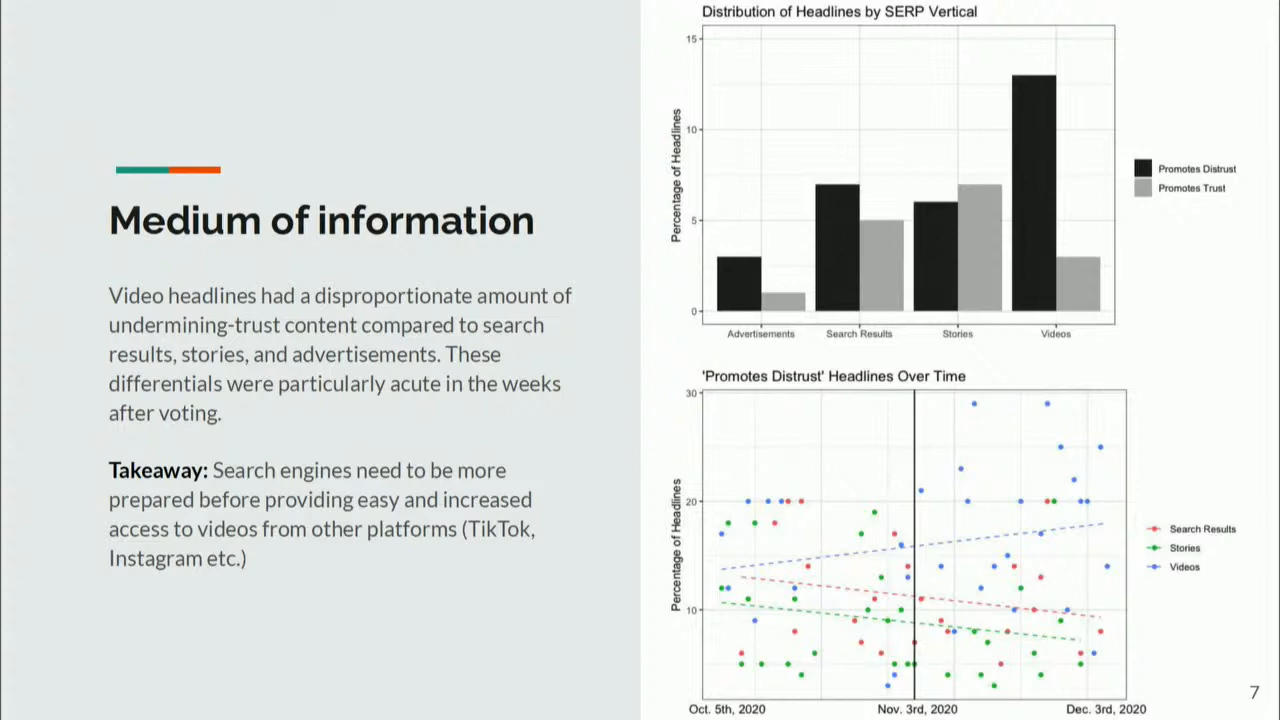 Medium of information
Video headlines had a disproportionate amount of
undermining-trust content compared to search
results, stories, and advertisements. These
differentials were particularly acute in the weeks
after voting.
Takeaway: Search engines need to be more
prepared before providing easy and increased
access to videos from other platforms (TikTok,
Instagram etc.)
Distribution of Headlines by SERP Vertical
Percentage of Headlines
15
10
5
0
Advertisements
Search Results
Stories
Videos
Promotes Distrust
Promotes Trust
'Promotes Distrust' Headlines Over Time
Percentage of Headlines
30
20
10
Oct. 5th, 2020
Nov. 3rd, 2020
Dec. 3rd, 2020
Search Results
Stories
Videos
7